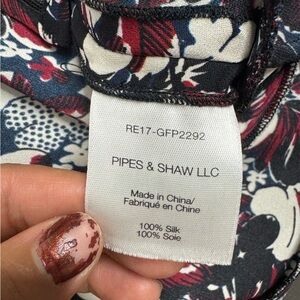 RE17-GFP2292
PIPES & SHAW LLC
Made in China/
Fabriqué en Chine
100% Silk
100% Soie